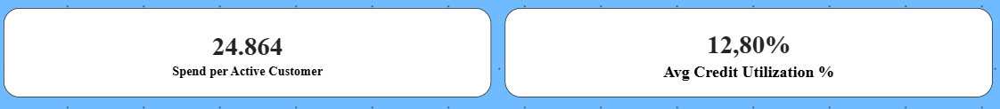 24.864
Spend per Active Customer
12,80%
Avg Credit Utilization %